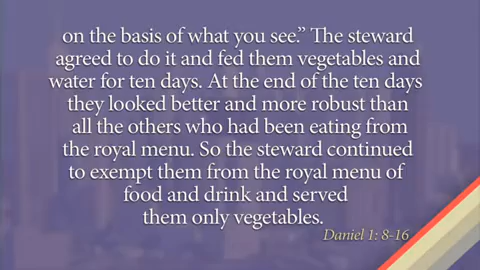 on the basis of what you see.” The steward
agreed to do it and fed them vegetables and
water for ten days. At the end of the ten days
they looked better and more robust than
all the others who had been eating from
the royal menu. So the steward continued
to exempt them from the royal menu of
food and drink and served
them only vegetables.
Daniel 1: 8-16